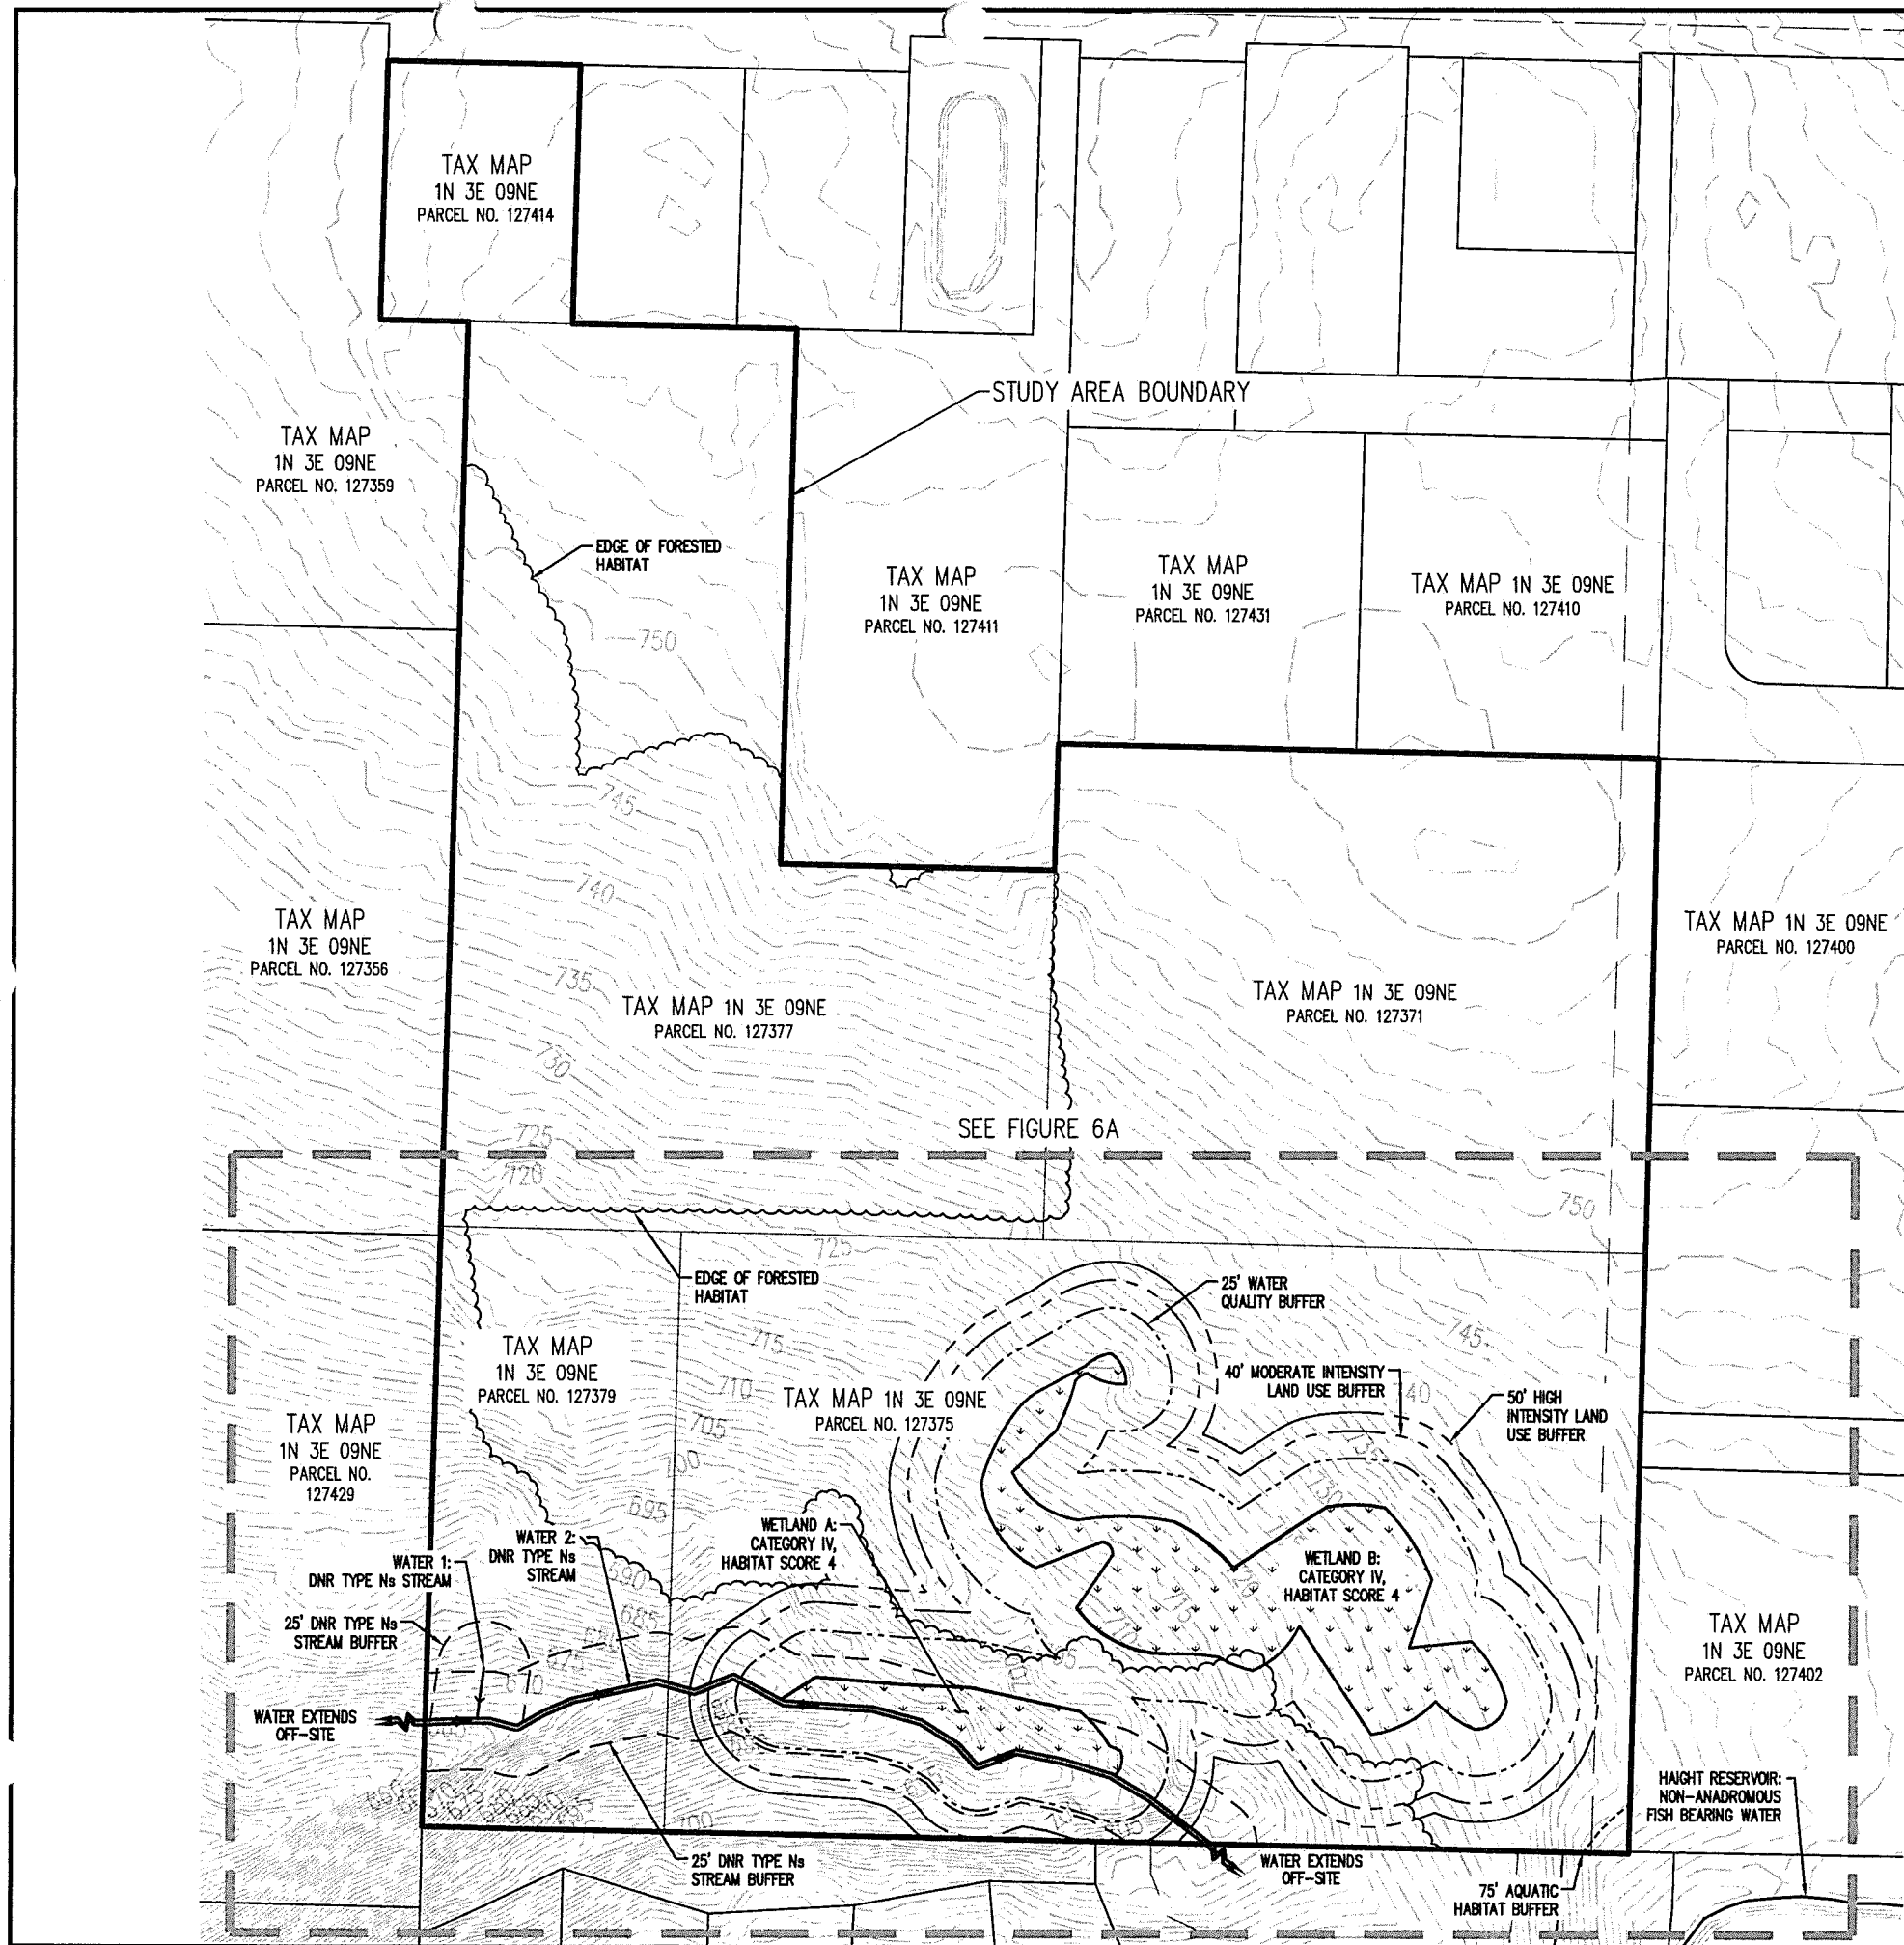 TAX MAP
1N 3E 09NE
PARCEL NO. 127414
STUDY AREA BOUNDARY
TAX MAP
1N 3E 09NE
PARCEL NO. 127359
EDGE OF FORESTED
HABITAT
TAX MAP
1N 3E 09NE
PARCEL NO. 127411
TAX MAP
1N 3E 09NE
PARCEL NO. 127431
TAX MAP 1N 3E 09NE
PARCEL NO. 127410
750
745
740
TAX MAP
1N 3E 09NE
PARCEL NO. 127356
735
TAX MAP 1N 3E 09NE
PARCEL NO. 127377
TAX MAP 1N 3E 09NE
PARCEL NO. 127371
TAX MAP 1N 3E 09NE
PARCEL NO. 127400
730
SEE FIGURE 6A
725
720
750
725
EDGE OF FORESTED
HABITAT
25' WATER
QUALITY BUFFER
TAX MAP
1N 3E 09NE
PARCEL NO. 127379
715
745
710
TAX MAP 1N 3E 09NE
PARCEL NO. 127375
40' MODERATE INTENSITY
LAND USE BUFFER
740
50' HIGH
INTENSITY LAND
USE BUFFER
TAX MAP
1N 3E 09NE
PARCEL NO.
127429
705
700
735
730
695
WATER 2:
DNR TYPE Ns
STREAM
WETLAND A:
CATEGORY IV,
HABITAT SCORE 4
WETLAND B:
CATEGORY IV,
HABITAT SCORE 4
WATER 1:
DNR TYPE Ns STREAM
690
720
715
710
685
25' DNR TYPE Ns
STREAM BUFFER
TAX MAP
1N 3E 09NE
PARCEL NO. 127402
675
670
WATER EXTENDS
OFF-SITE
HAIGHT RESERVOIR:
NON-ANADROMOUS
FISH BEARING WATER
700
25' DNR TYPE Ns
STREAM BUFFER
WATER EXTENDS
OFF-SITE
75' AQUATIC
HABITAT BUFFER